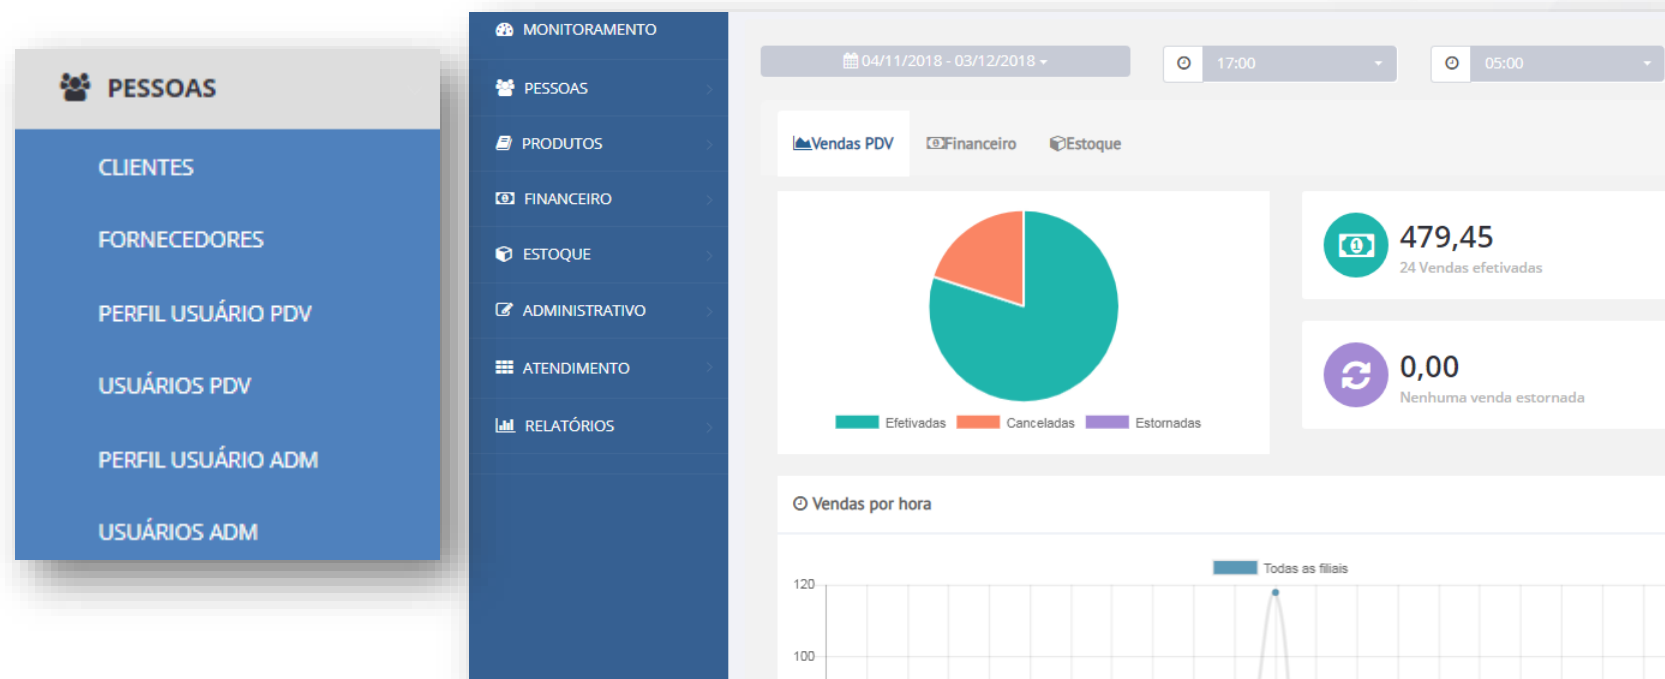 PESSOAS
CLIENTES
FORNECEDORES
PERFIL USUÁRIO PDV
USUÁRIOS PDV
PERFIL USUÁRIO ADM
USUÁRIOS ADM
MONITORAMENTO
PESSOAS
PRODUTOS
FINANCEIRO
ESTOQUE
ADMINISTRATIVO
ATENDIMENTO
RELATÓRIOS
04/11/2018 - 03/12/2018
17:00
05:00
Vendas PDV
Financeiro
Estoque
Efetivadas
Canceladas
Estornadas
479,45
24 Vendas efetivadas
0,00
Nenhuma venda estornada
Vendas por hora
Todas as filiais
120
100